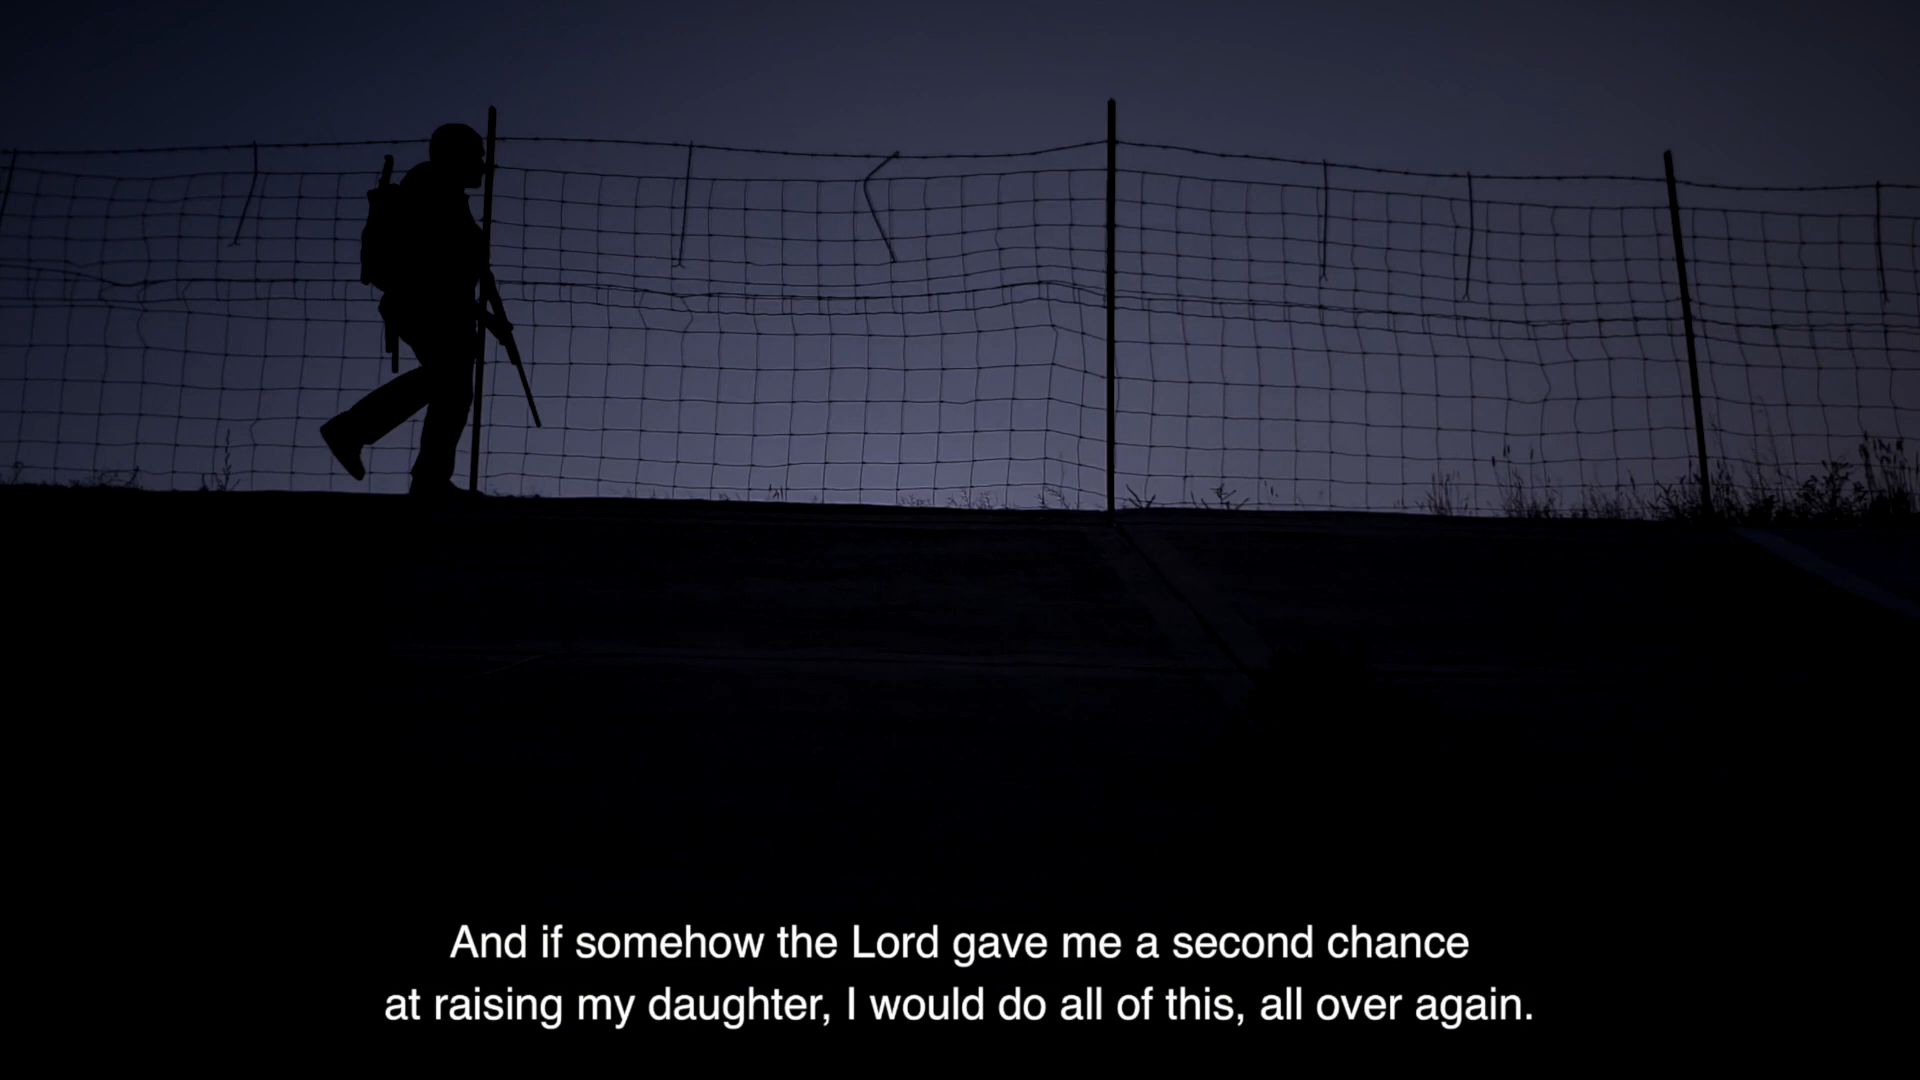 And if somehow the Lord gave me a second chance
at raising my daughter, I would do all of this, all over again.